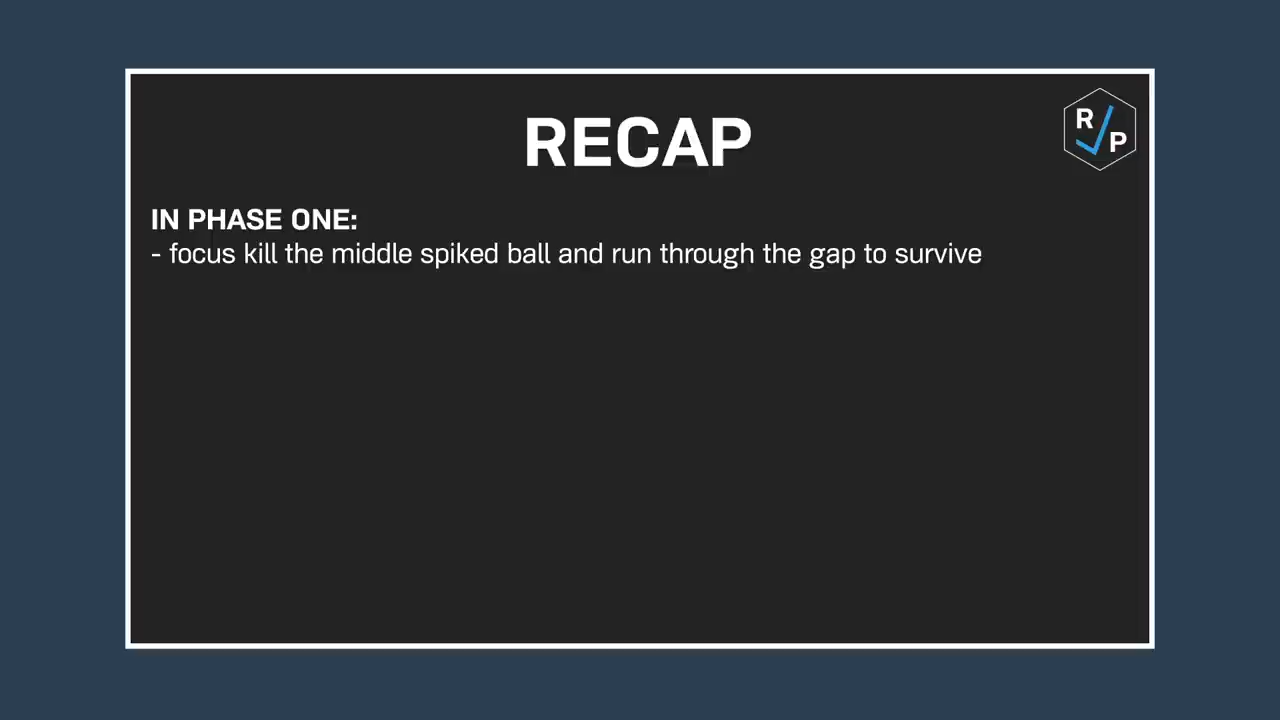 RECAP
R P
IN PHASE ONE:
- focus kill the middle spiked ball and run through the gap to survive